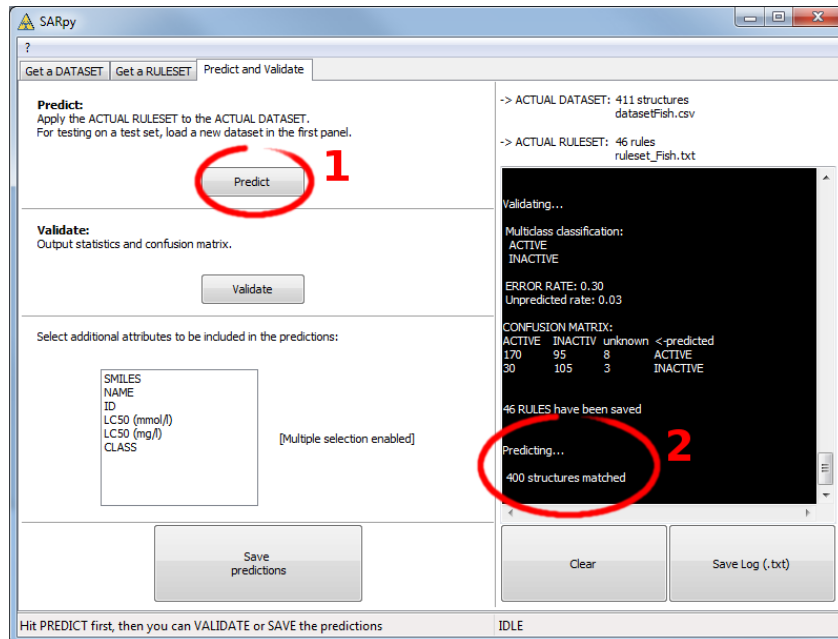 SARpy
?
Get a DATASET Get a RULESET Predict and Validate
Predict:
Apply the ACTUAL RULESET to the ACTUAL DATASET.
For testing on a test set, load a new dataset in the first panel.
Predict
1
Validate:
Output statistics and confusion matrix.
Validate
Select additional attributes to be included in the predictions:
SMILES
NAME
ID
LC50 (mmol/l)
LC50 (mg/l)
CLASS
[Multiple selection enabled]
Save
predictions
-> ACTUAL DATASET: 411 structures
datasetFish.csv
-> ACTUAL RULESET: 46 rules
ruleset_Fish.txt
Validating...
Multiclass classification:
ACTIVE
INACTIVE
ERROR RATE: 0.30
Unpredicted rate: 0.03
CONFUSION MATRIX:
ACTIVE INACTIV unknown <-predicted
170 95 8 ACTIVE
30 105 3 INACTIVE
46 RULES have been saved
Predicting...
400 structures matched
2
Clear
Save Log (.txt)
Hit PREDICT first, then you can VALIDATE or SAVE the predictions
IDLE